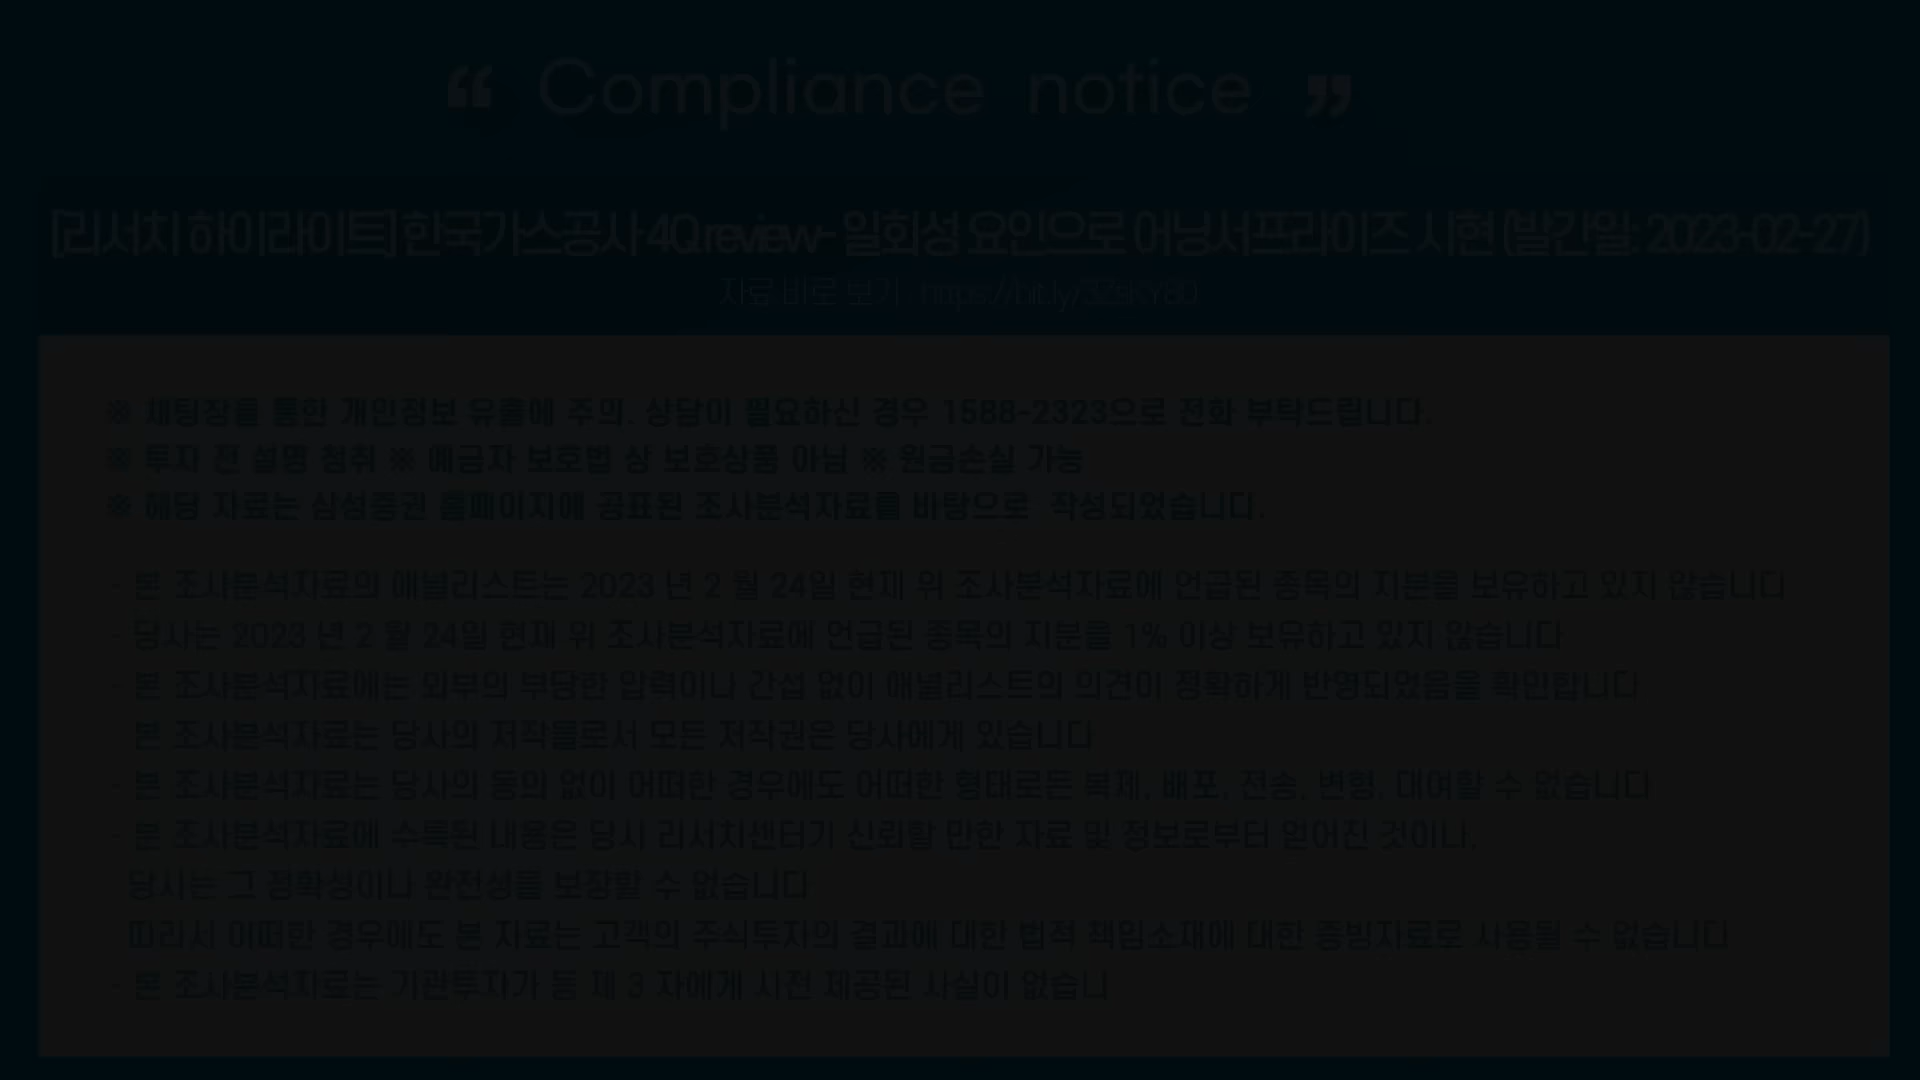 “ Compliance notice ”
[리서치 하이라이트] 한국가스공사 4Q review - 일회성 요인으로 어닝서프라이즈 시현 (발간일: 2023-02-27)
자료 바로 보기 https://bit.ly/
※ 채팅창을 통한 개인정보 유출에 주의. 상담이 필요하신 경우 1588-2323으로 전화 부탁드립니다.
※ 투자 전 설명 청취 ※ 예금자 보호법 상 보호상품 아님 ※ 원금손실 가능
※ 해당 자료는 삼성증권 홈페이지에 공표된 조사분석자료를 바탕으로 작성되었습니다.
- 본 조사분석자료의 애널리스트는 2023 년 2 월 24일 현재 위 조사분석자료에 언급된 종목의 지분을 보유하고 있지 않습니다
- 당사는 2023 년 2 월 24일 현재 위 조사분석자료에 언급된 종목의 지분을 1% 이상 보유하고 있지 않습니다
- 본 조사분석자료에는 외부의 부당한 압력이나 간섭 없이 애널리스트의 의견이 정확하게 반영되었음을 확인합니다
- 본 조사분석자료는 당사의 저작물로서 모든 저작권은 당사에게 있습니다
- 본 조사분석자료는 당사의 동의 없이 어떠한 경우에도 어떠한 형태로든 복제, 배포, 전송, 변형, 대여할 수 없습니다
- 본 조사분석자료에 수록된 내용은 당사 리서치센터가 신뢰할 만한 자료 및 정보로부터 얻어진 것이나,
당사는 그 정확성이나 완전성을 보장할 수 없습니다
따라서 어떠한 경우에도 본 자료는 고객의 주식투자의 결과에 대한 법적 책임소재에 대한 증빙자료로 사용될 수 없습니다
- 본 조사분석자료는 기관투자가 등 제 3 자에게 사전 제공된 사실이 없습니